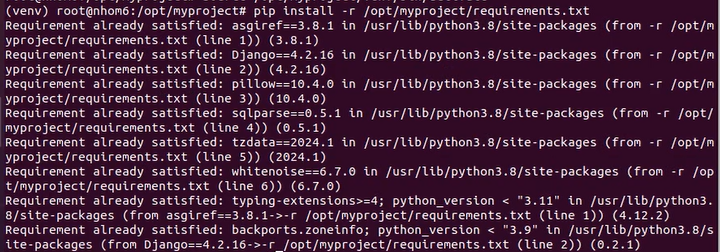 (venv) root@nhom6:/opt/myproject# pip install -r /opt/myproject/requirements.txt
Requirement already satisfied: asgiref==3.8.1 in /usr/lib/python3.8/site-packages (from -r /opt/m
yproject/requirements.txt (line 1)) (3.8.1)
Requirement already satisfied: Django==4.2.16 in /usr/lib/python3.8/site-packages (from -r /opt/m
yproject/requirements.txt (line 2)) (4.2.16)
Requirement already satisfied: pillow==10.4.0 in /usr/lib/python3.8/site-packages (from -r /opt/m
yproject/requirements.txt (line 3)) (10.4.0)
Requirement already satisfied: sqlparse==0.5.1 in /usr/lib/python3.8/site-packages (from -r /opt/
myproject/requirements.txt (line 4)) (0.5.1)
Requirement already satisfied: tzdata==2024.1 in /usr/lib/python3.8/site-packages (from -r /opt/m
yproject/requirements.txt (line 5)) (2024.1)
Requirement already satisfied: whitenoise==6.7.0 in /usr/lib/python3.8/site-packages (from -r /op
t/myproject/requirements.txt (line 6)) (6.7.0)
Requirement already satisfied: typing-extensions>=4; python_version < "3.11" in /usr/lib/python3.
8/site-packages (from asgiref==3.8.1->-r /opt/myproject/requirements.txt (line 1)) (4.12.2)
Requirement already satisfied: backports.zoneinfo; python_version < "3.9" in /usr/lib/python3.8/s
ite-packages (from Django==4.2.16->-r /opt/myproject/requirements.txt (line 2)) (0.2.1)